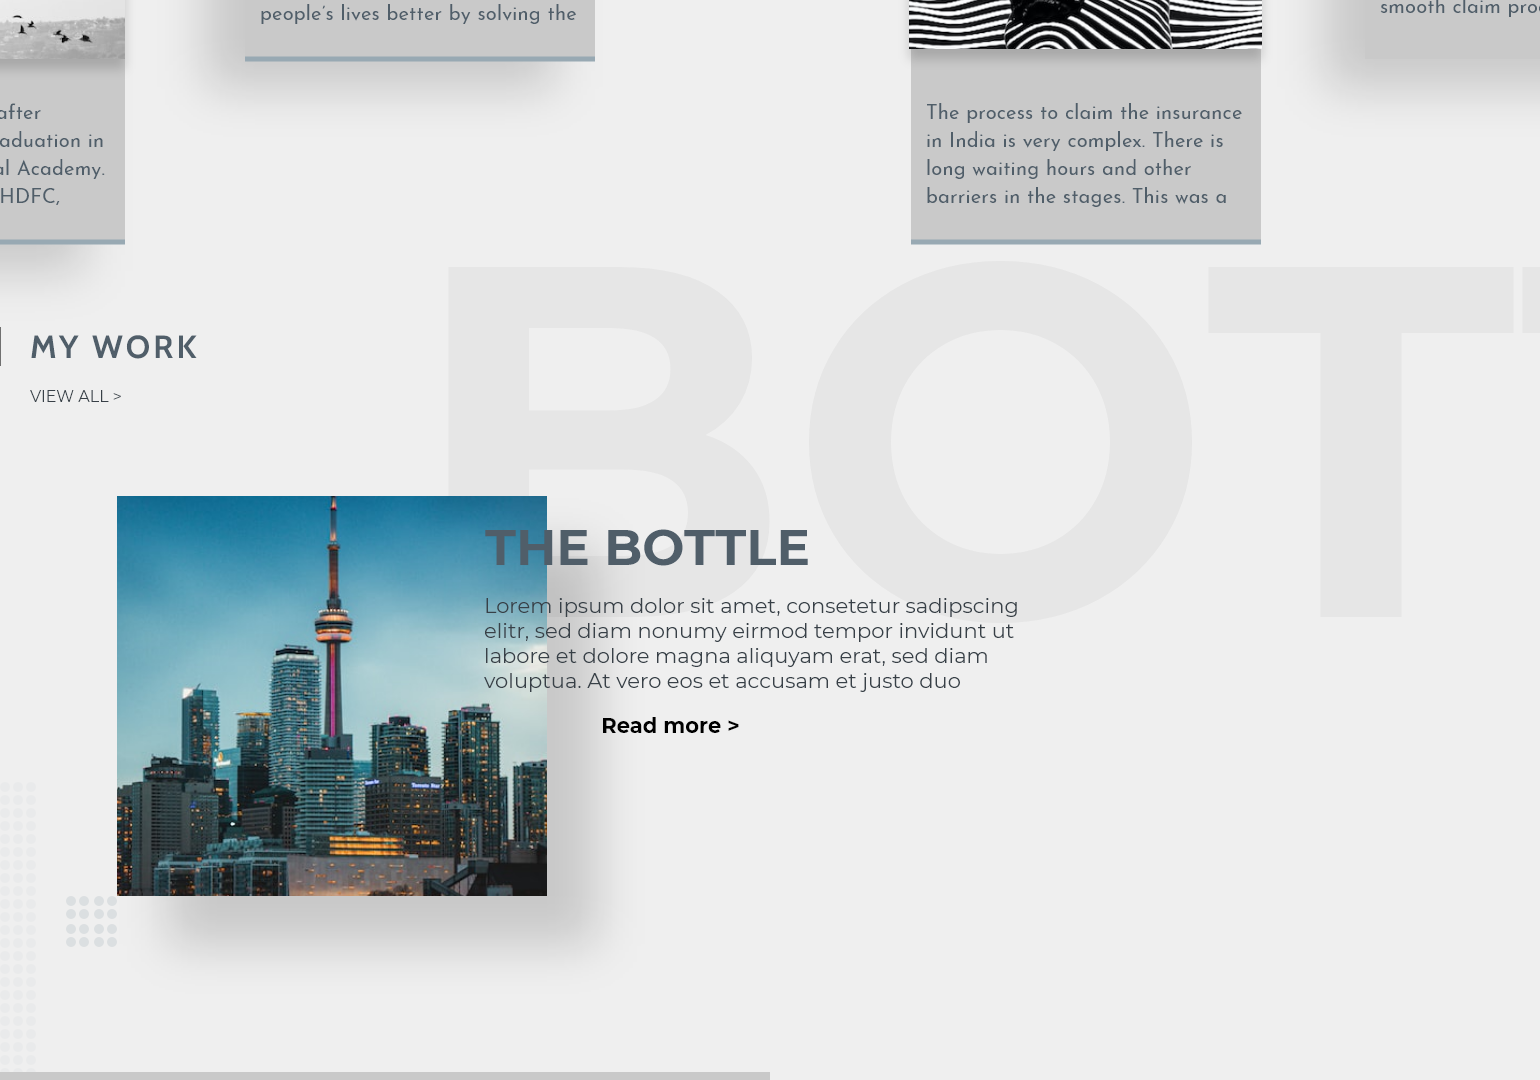 people's lives better by solving the
smooth claim
after
in
Academy.
HDFC,
The process to claim the insurance
in India is very complex. There is
long waiting hours and other
barriers in the stages. This was a
BOT
MY WORK
VIEW ALL >
THE BOTTLE
Lorem ipsum dolor sit amet, consetetur sadipscing
elitr, sed diam nonumy eirmod tempor invidunt ut
labore et dolore magna aliquyam erat, sed diam
voluptua. At vero eos et accusam et justo duo
Read more >